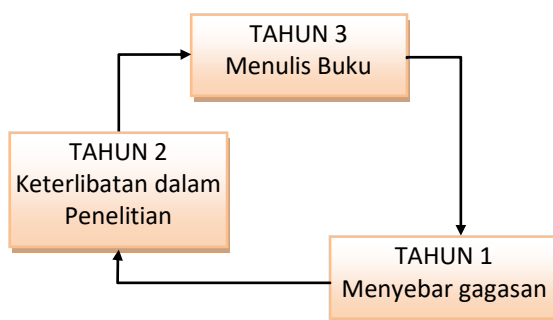 TAHUN 3
Menulis Buku
TAHUN 2
Keterlibatan dalam
Penelitian
TAHUN 1
Menyebar gagasan